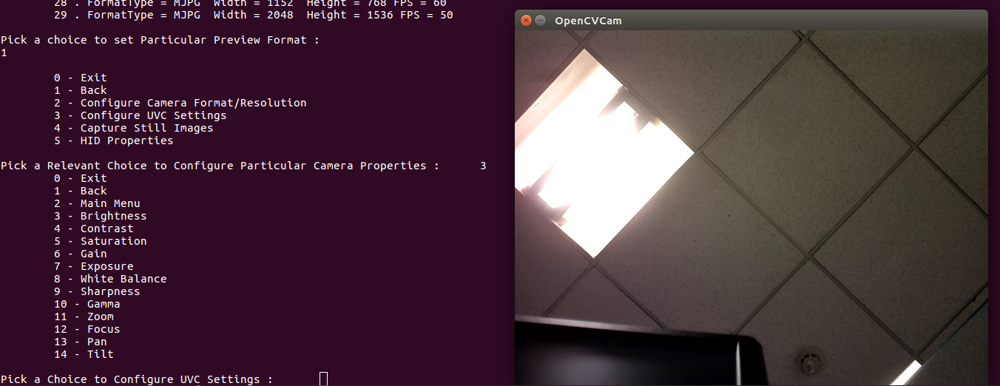 28 . FormatType = MJPG  Width = 1152  Height = 768 FPS = 60
29 . FormatType = MJPG  Width = 2048  Height = 1536 FPS = 50
Pick a choice to set Particular Preview Format :
1
0 - Exit
1 - Back
2 - Configure Camera Format/Resolution
3 - Configure UVC Settings
4 - Capture Still Images
5 - HID Properties
Pick a Relevant Choice to Configure Particular Camera Properties :      3
0 - Exit
1 - Back
2 - Main Menu
3 - Brightness
4 - Contrast
5 - Saturation
6 - Gain
7 - Exposure
8 - White Balance
9 - Sharpness
10 - Gamma
11 - Zoom
12 - Focus
13 - Pan
14 - Tilt
Pick a Choice to Configure UVC Settings :
OpenCVCam